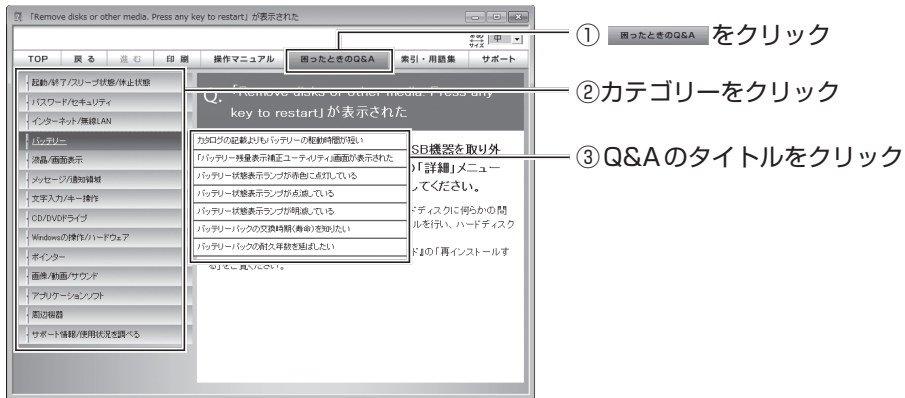 「Remove disks or other media. Press any key to restart」が表示された
サイズ 中
TOP 戻る 進む 印刷 操作マニュアル 困ったときのQ&A 索引・用語集 サポート
起動/終了/スリープ状態/休止状態
パスワード/セキュリティ
インターネット/無線LAN
バッテリー
液晶/画面表示
メッセージ/通知領域
文字入力/キー操作
CD/DVDドライブ
Windowsの操作/ハードウェア
ポインター
画像/動画/サウンド
アプリケーションソフト
周辺機器
サポート情報/使用状況を調べる
Q. 「Remove disks or other media. Press any
key to restart」が表示された
カタログの記載よりもバッテリーの駆動時間が短い
「バッテリー残量表示補正ユーティリティ」画面が表示された
バッテリー状態表示ランプが赤色に点灯している
バッテリー状態表示ランプが点滅している
バッテリー状態表示ランプが明滅している
バッテリーパックの交換時期(寿命)を知りたい
バッテリーパックの耐久年数を延ばしたい
SB機器を取り外
「詳細」メニュー
してください。
ードディスクに何らかの問
ルを行い、ハードディスク
ド』の「再インストールす
る」をご覧ください。
① 困ったときのQ&A をクリック
②カテゴリーをクリック
③Q&Aのタイトルをクリック